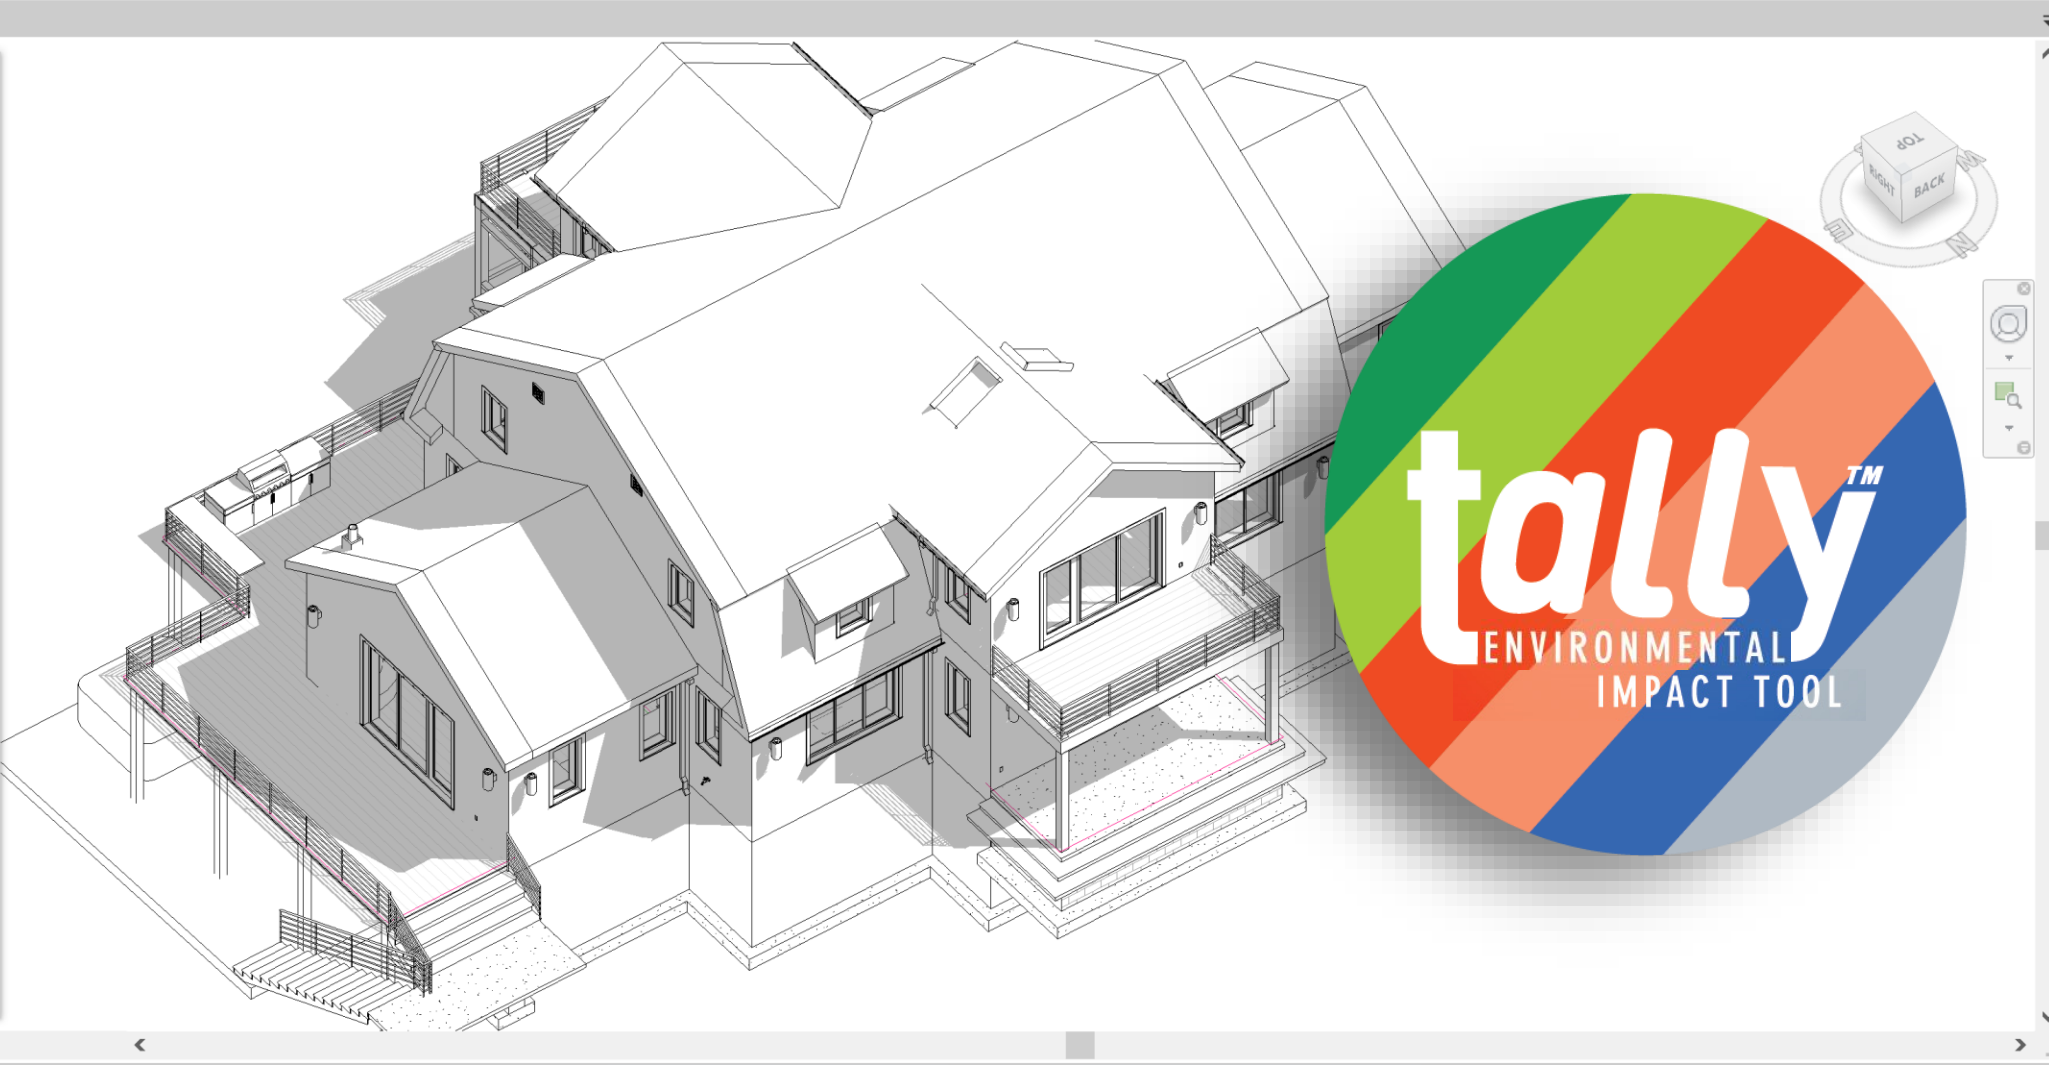 TOP
RIGHT
BACK
W
E
N
tally™
ENVIRONMENTAL
IMPACT TOOL